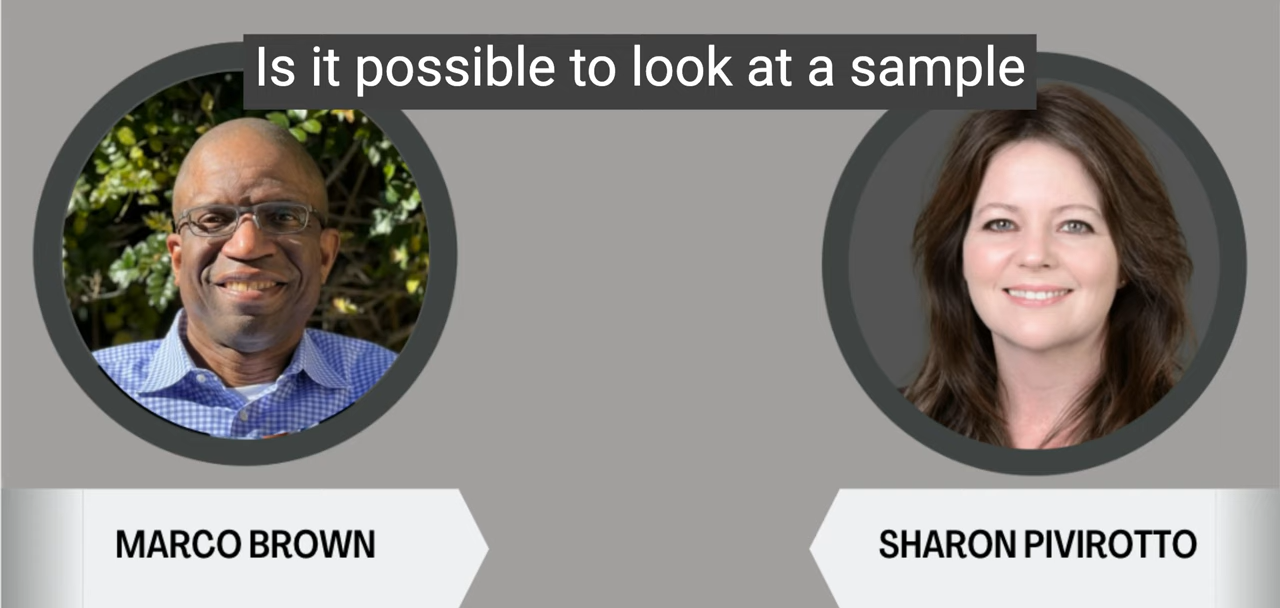 Is it possible to look at a sample
MARCO BROWN
SHARON PIVIROTTO